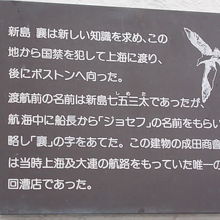 新島 襄は新しい知識を求め、この
地から国禁を犯して上海に渡り、
後にボストンへ向った。
渡航前の名前は新島七五三太であったが、
しめた
航海中に船長から「ジョセフ」の名前をもらい
略し「襄」の字をあてた。この建物の成田商會
は当時上海及大連の航路をもっていた唯一の
回漕店であった。